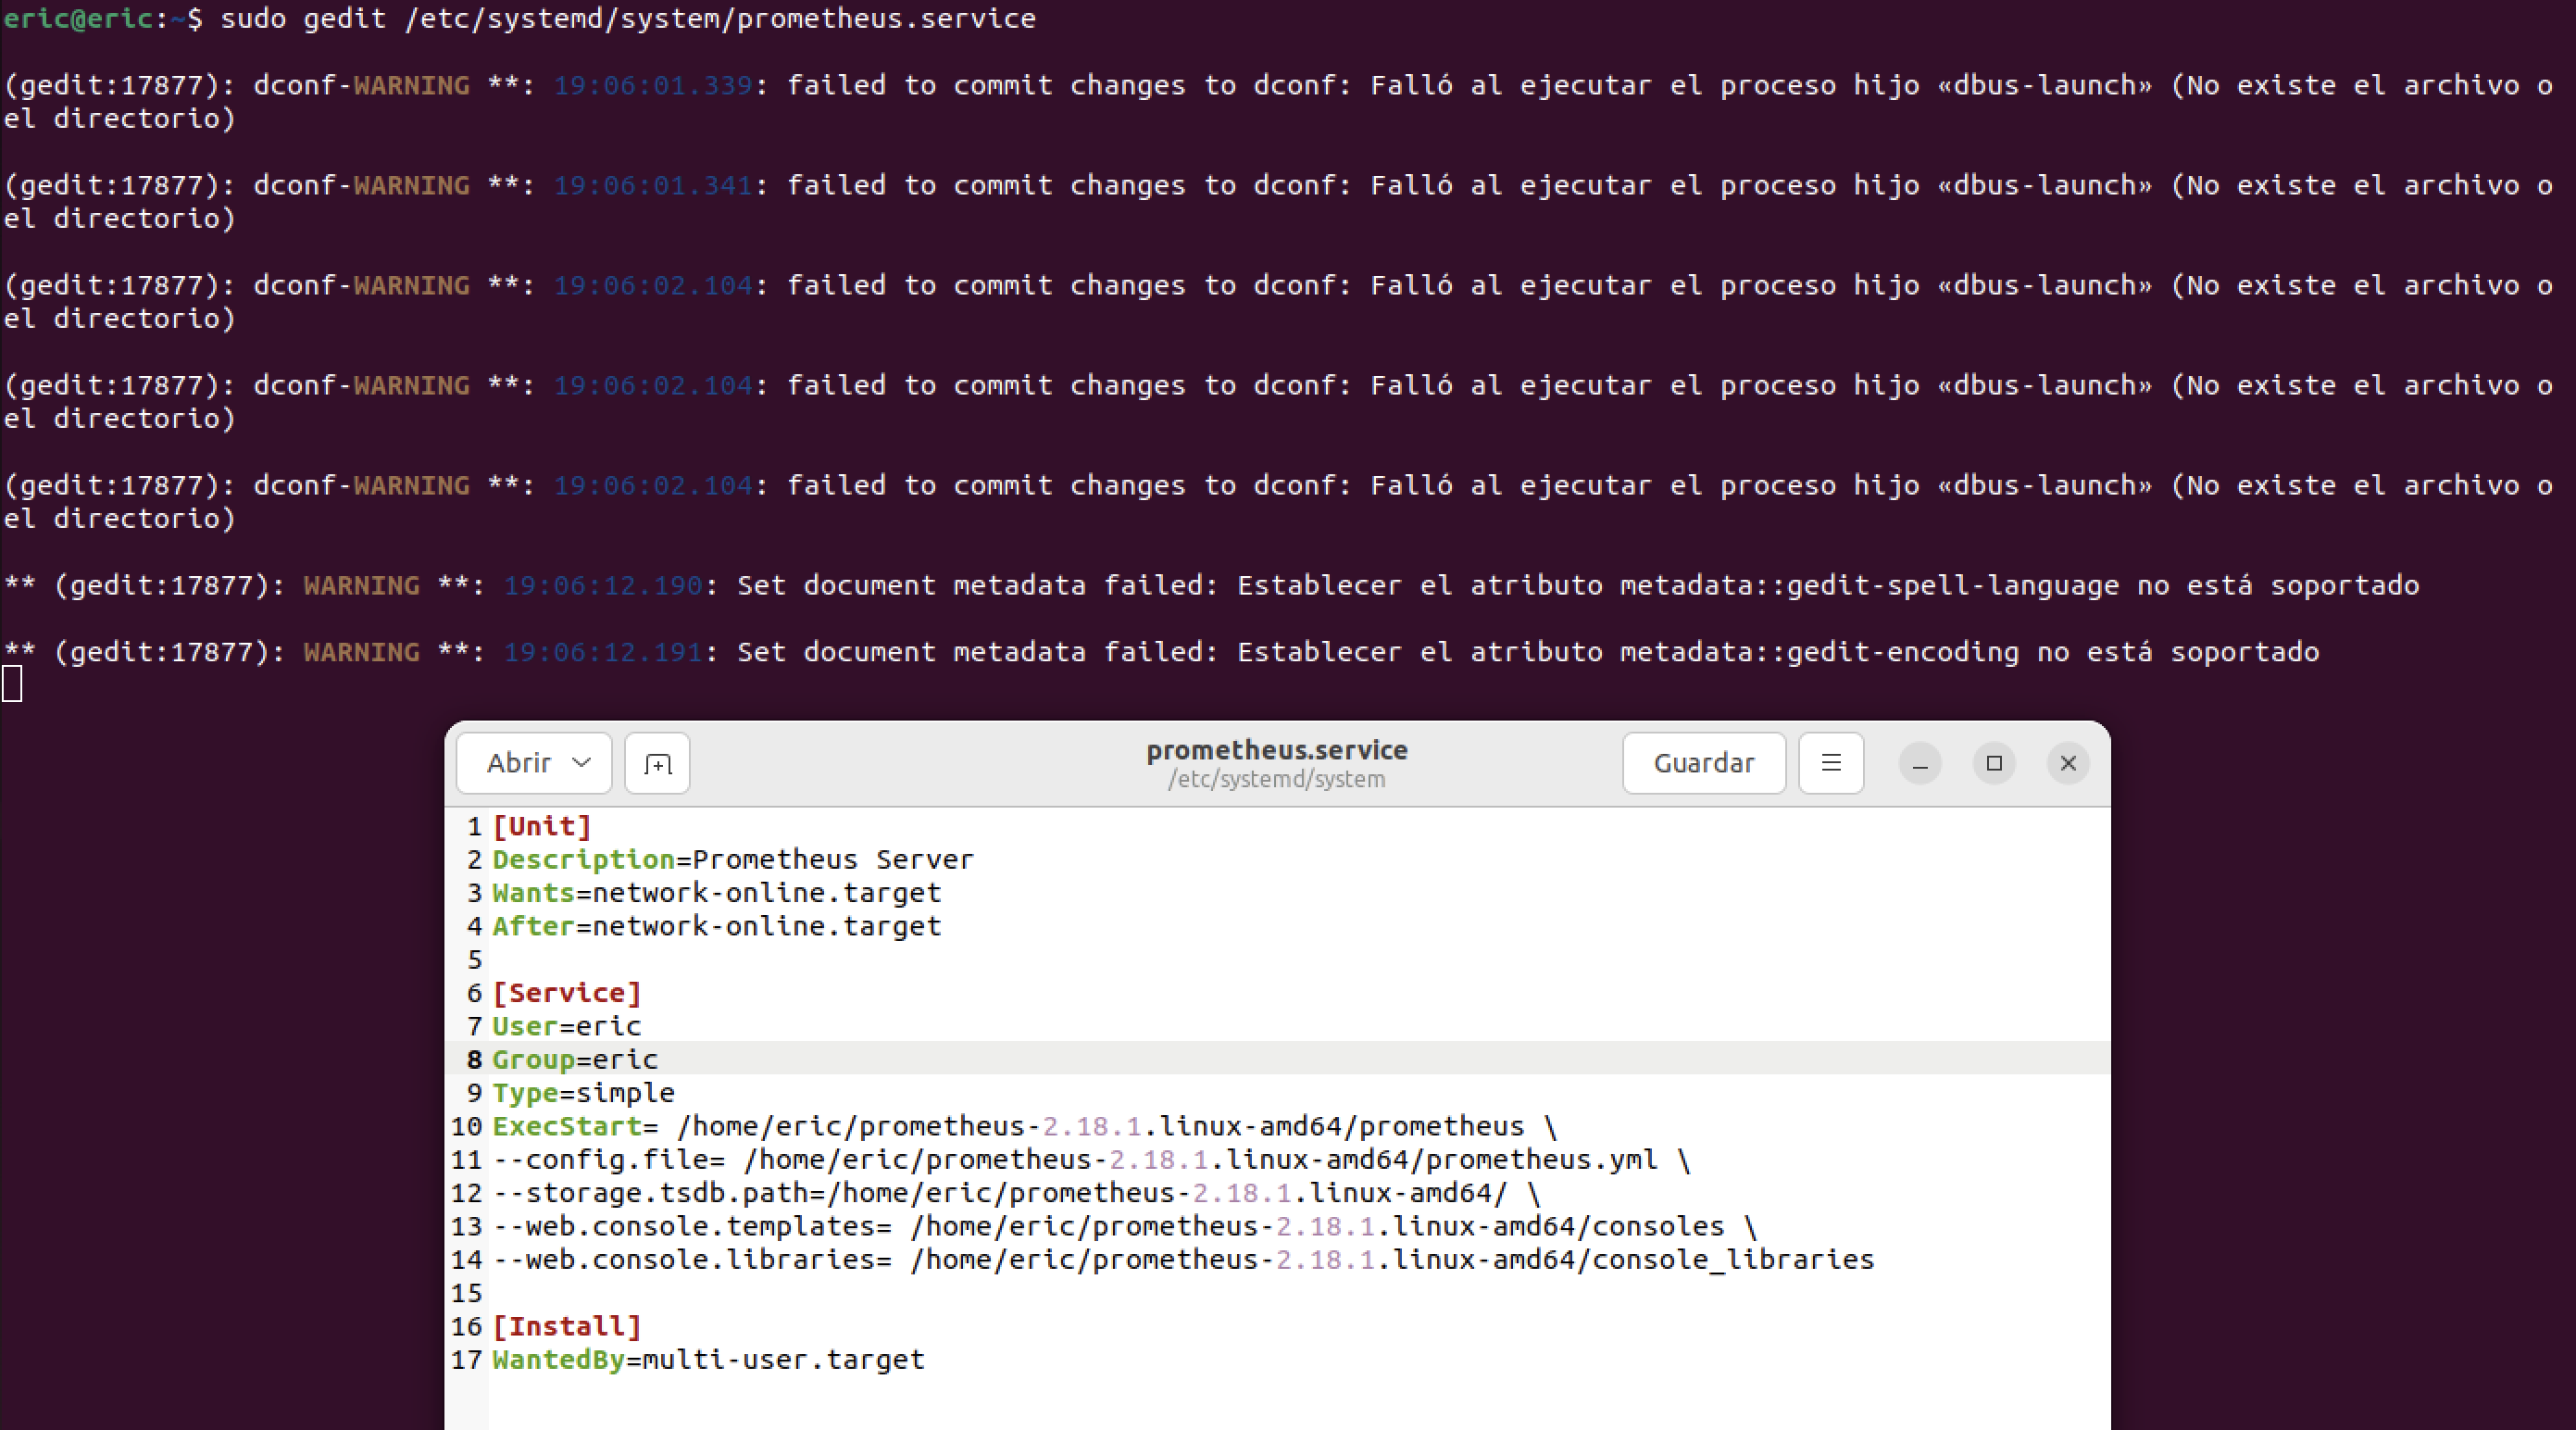 eric@eric:~$ sudo gedit /etc/systemd/system/prometheus.service
(gedit:17877): dconf-WARNING **: 19:06:01.339: failed to commit changes to dconf: Falló al ejecutar el proceso hijo «dbus-launch» (No existe el archivo o
el directorio)
(gedit:17877): dconf-WARNING **: 19:06:01.341: failed to commit changes to dconf: Falló al ejecutar el proceso hijo «dbus-launch» (No existe el archivo o
el directorio)
(gedit:17877): dconf-WARNING **: 19:06:02.104: failed to commit changes to dconf: Falló al ejecutar el proceso hijo «dbus-launch» (No existe el archivo o
el directorio)
(gedit:17877): dconf-WARNING **: 19:06:02.104: failed to commit changes to dconf: Falló al ejecutar el proceso hijo «dbus-launch» (No existe el archivo o
el directorio)
(gedit:17877): dconf-WARNING **: 19:06:02.104: failed to commit changes to dconf: Falló al ejecutar el proceso hijo «dbus-launch» (No existe el archivo o
el directorio)
** (gedit:17877): WARNING **: 19:06:12.190: Set document metadata failed: Establecer el atributo metadata::gedit-spell-language no está soportado
** (gedit:17877): WARNING **: 19:06:12.191: Set document metadata failed: Establecer el atributo metadata::gedit-encoding no está soportado
Abrir
prometheus.service
/etc/systemd/system
Guardar
1 [Unit]
2 Description=Prometheus Server
3 Wants=network-online.target
4 After=network-online.target
5
6 [Service]
7 User=eric
8 Group=eric
9 Type=simple
10 ExecStart= /home/eric/prometheus-2.18.1.linux-amd64/prometheus \
11 --config.file= /home/eric/prometheus-2.18.1.linux-amd64/prometheus.yml \
12 --storage.tsdb.path=/home/eric/prometheus-2.18.1.linux-amd64/ \
13 --web.console.templates= /home/eric/prometheus-2.18.1.linux-amd64/consoles \
14 --web.console.libraries= /home/eric/prometheus-2.18.1.linux-amd64/console_libraries
15
16 [Install]
17 WantedBy=multi-user.target